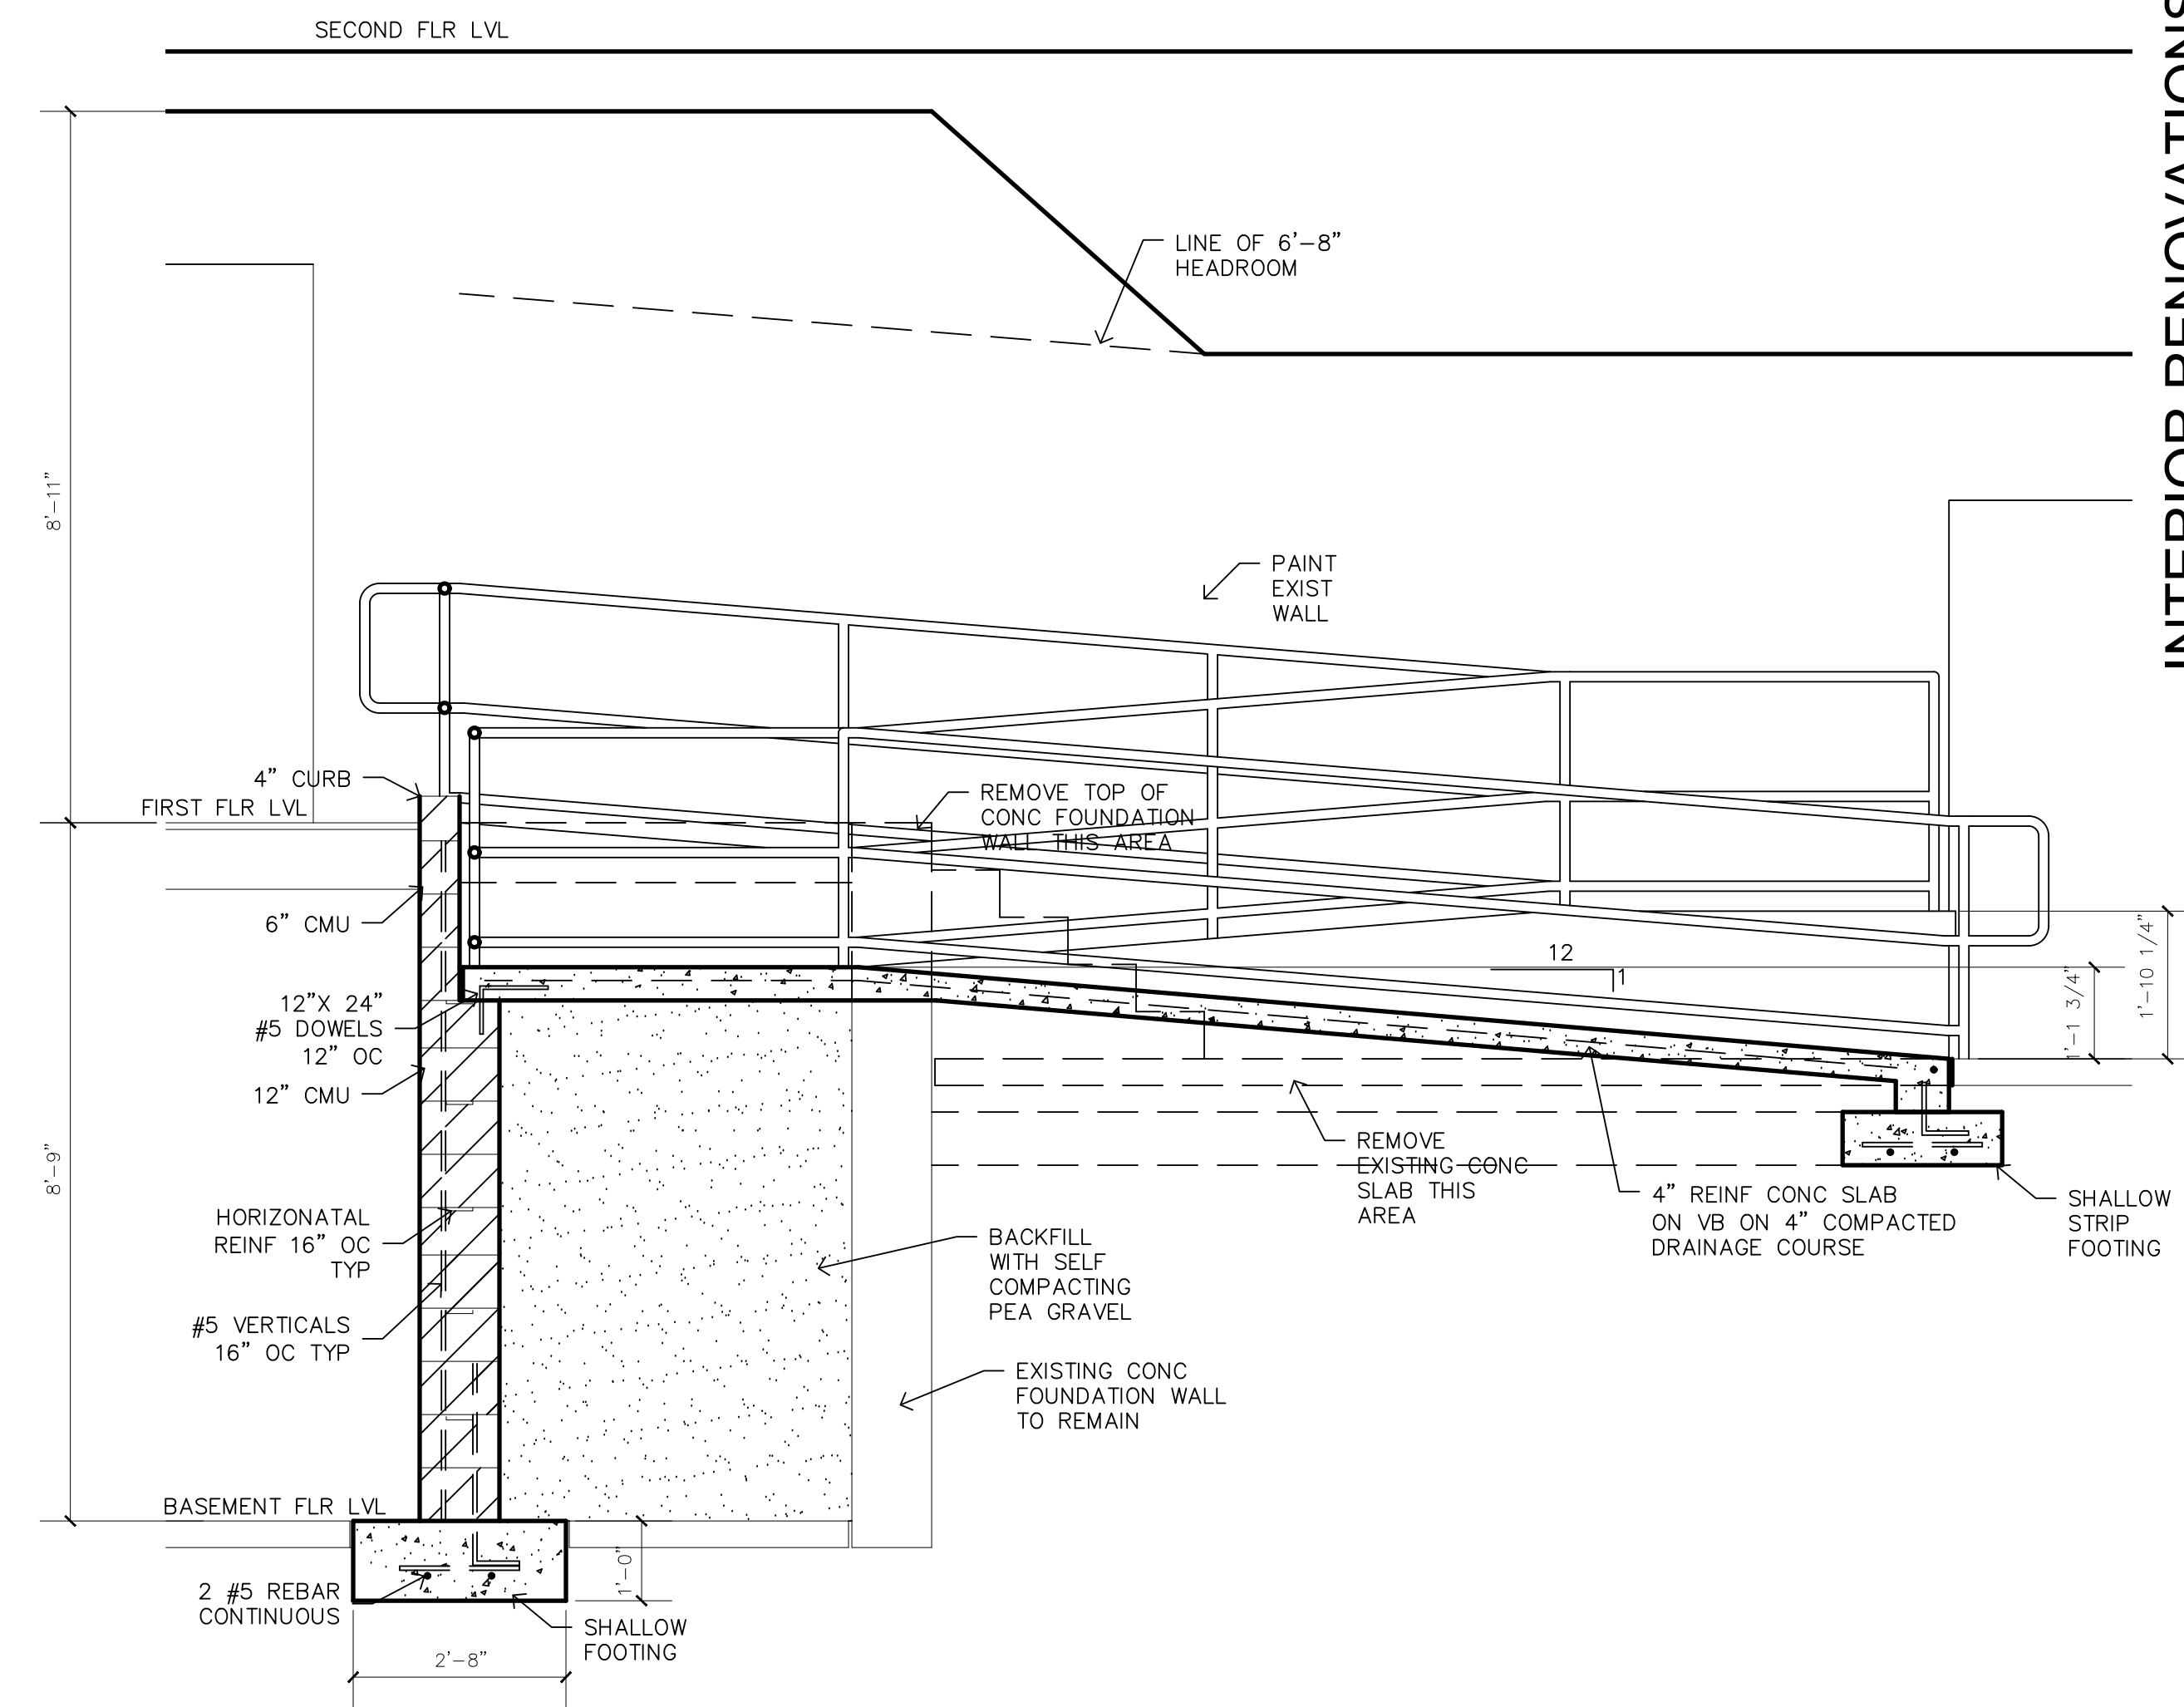 SECOND FLR LVL
INTERIOR RENOVATIONS
LINE OF 6'-8"
HEADROOM
8'-11"
PAINT
EXIST
WALL
4" CURB
FIRST FLR LVL
REMOVE TOP OF
CONC FOUNDATION
WALL THIS AREA
6" CMU
12
1
1'-1 3/4"
1'-10 1/4"
12"X 24"
#5 DOWELS
12" OC
12" CMU
8'-9"
REMOVE
EXISTING CONC
SLAB THIS
AREA
4" REINF CONC SLAB
ON VB ON 4" COMPACTED
DRAINAGE COURSE
SHALLOW
STRIP
FOOTING
HORIZONATAL
REINF 16" OC
TYP
BACKFILL
WITH SELF
COMPACTING
PEA GRAVEL
#5 VERTICALS
16" OC TYP
EXISTING CONC
FOUNDATION WALL
TO REMAIN
BASEMENT FLR LVL
1'-0"
2 #5 REBAR
CONTINUOUS
SHALLOW
FOOTING
2'-8"